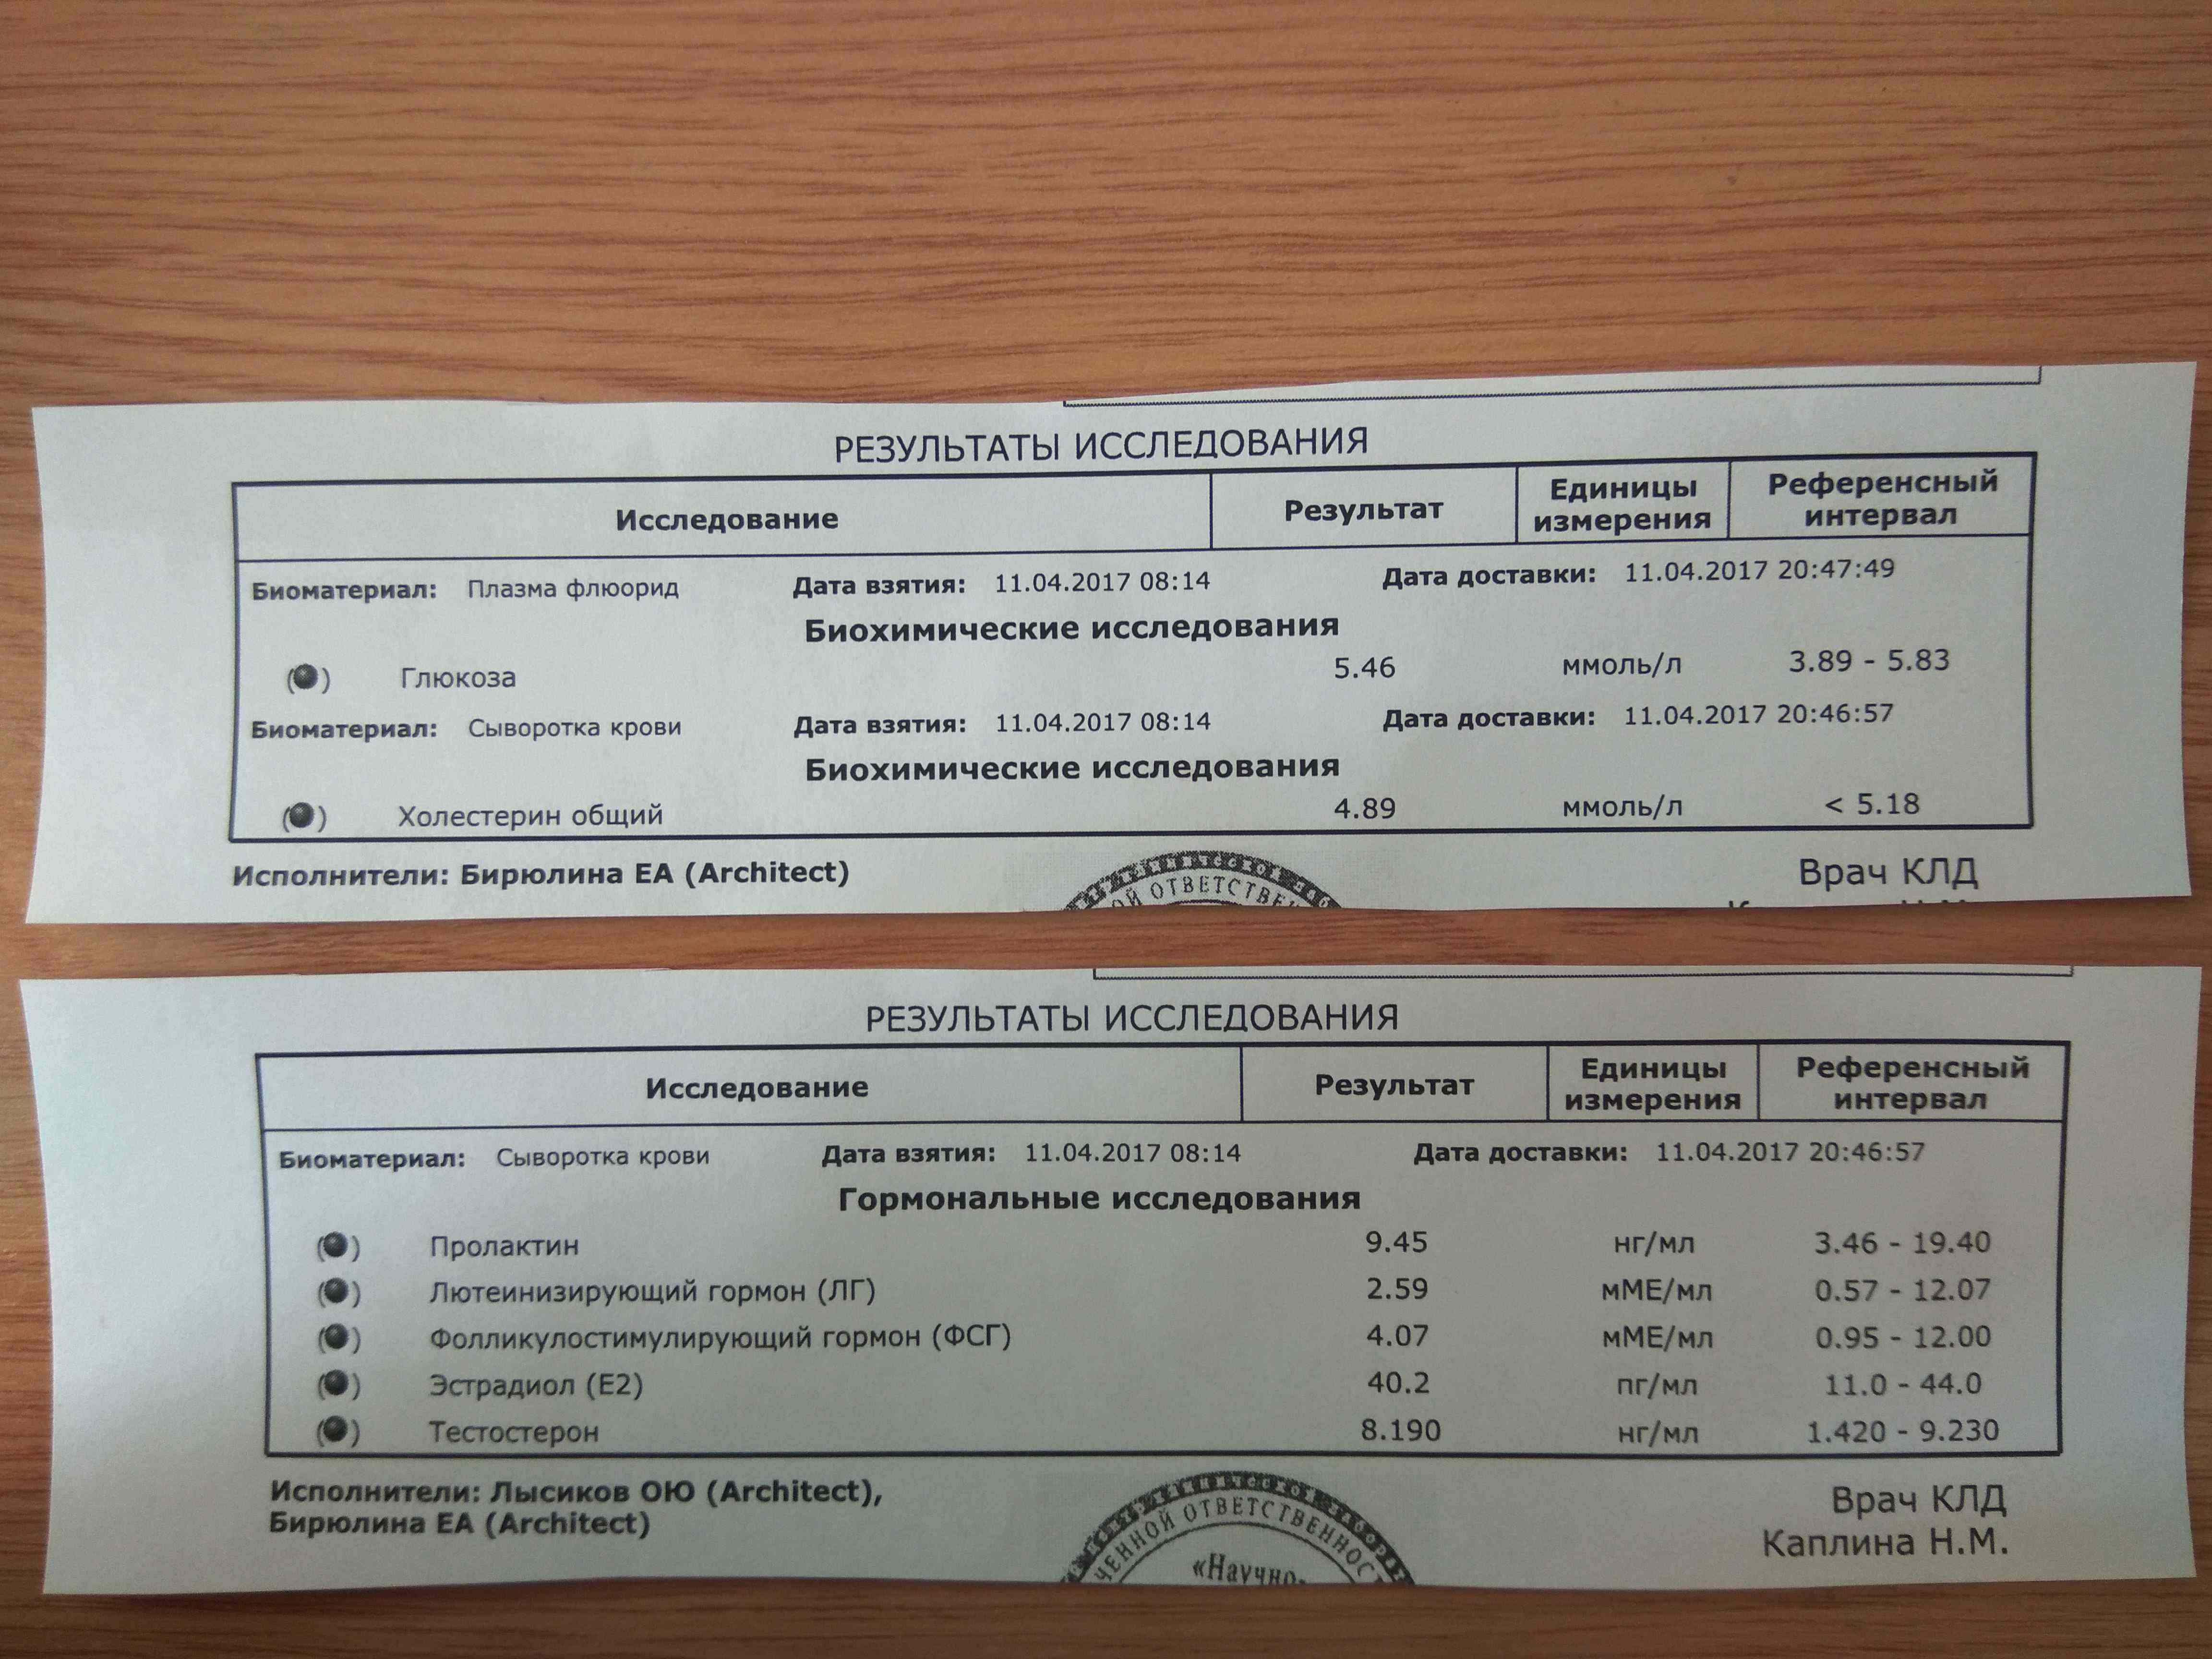 РЕЗУЛЬТАТЫ ИССЛЕДОВАНИЯ
Исследование Результат Единицы измерения Референсный интервал
Биоматериал: Плазма флюорид Дата взятия: 11.04.2017 08:14 Дата доставки: 11.04.2017 20:47:49
Биохимические исследования
Глюкоза 5.46 ммоль/л 3.89 - 5.83
Биоматериал: Сыворотка крови Дата взятия: 11.04.2017 08:14 Дата доставки: 11.04.2017 20:46:57
Биохимические исследования
Холестерин общий 4.89 ммоль/л < 5.18
Исполнители: Бирюлина ЕА (Architect) Врач КЛД
РЕЗУЛЬТАТЫ ИССЛЕДОВАНИЯ
Исследование Результат Единицы измерения Референсный интервал
Биоматериал: Сыворотка крови Дата взятия: 11.04.2017 08:14 Дата доставки: 11.04.2017 20:46:57
Гормональные исследования
Пролактин 9.45 нг/мл 3.46 - 19.40
Лютеинизирующий гормон (ЛГ) 2.59 мМЕ/мл 0.57 - 12.07
Фолликулостимулирующий гормон (ФСГ) 4.07 мМЕ/мл 0.95 - 12.00
Эстрадиол (Е2) 40.2 пг/мл 11.0 - 44.0
Тестостерон 8.190 нг/мл 1.420 - 9.230
Исполнители: Лысиков ОЮ (Architect), Врач КЛД
Бирюлина ЕА (Architect) Каплина Н.М.
«Научно-